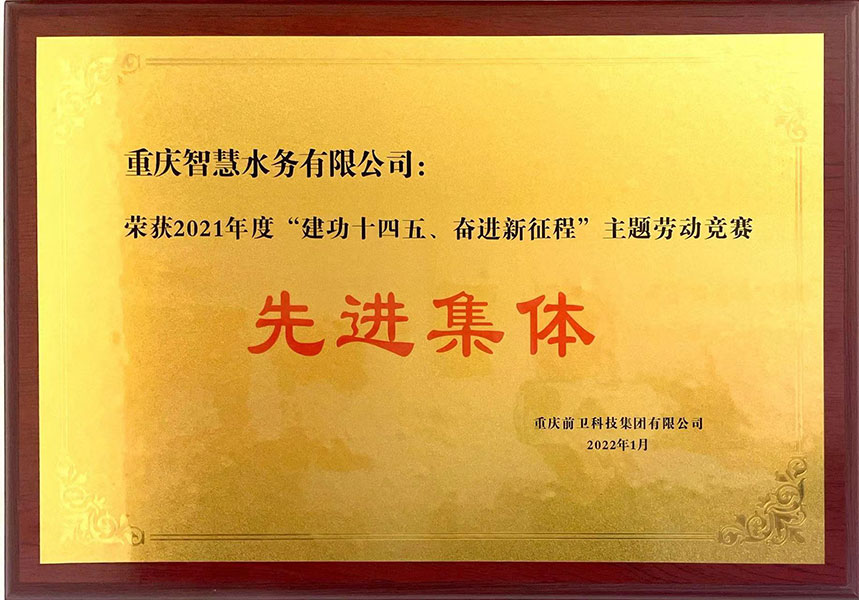 重庆智慧水务有限公司：
荣获2021年度“建功十四五、奋进新征程”主题劳动竞赛
先进集体
重庆前卫科技集团有限公司
2022年1月